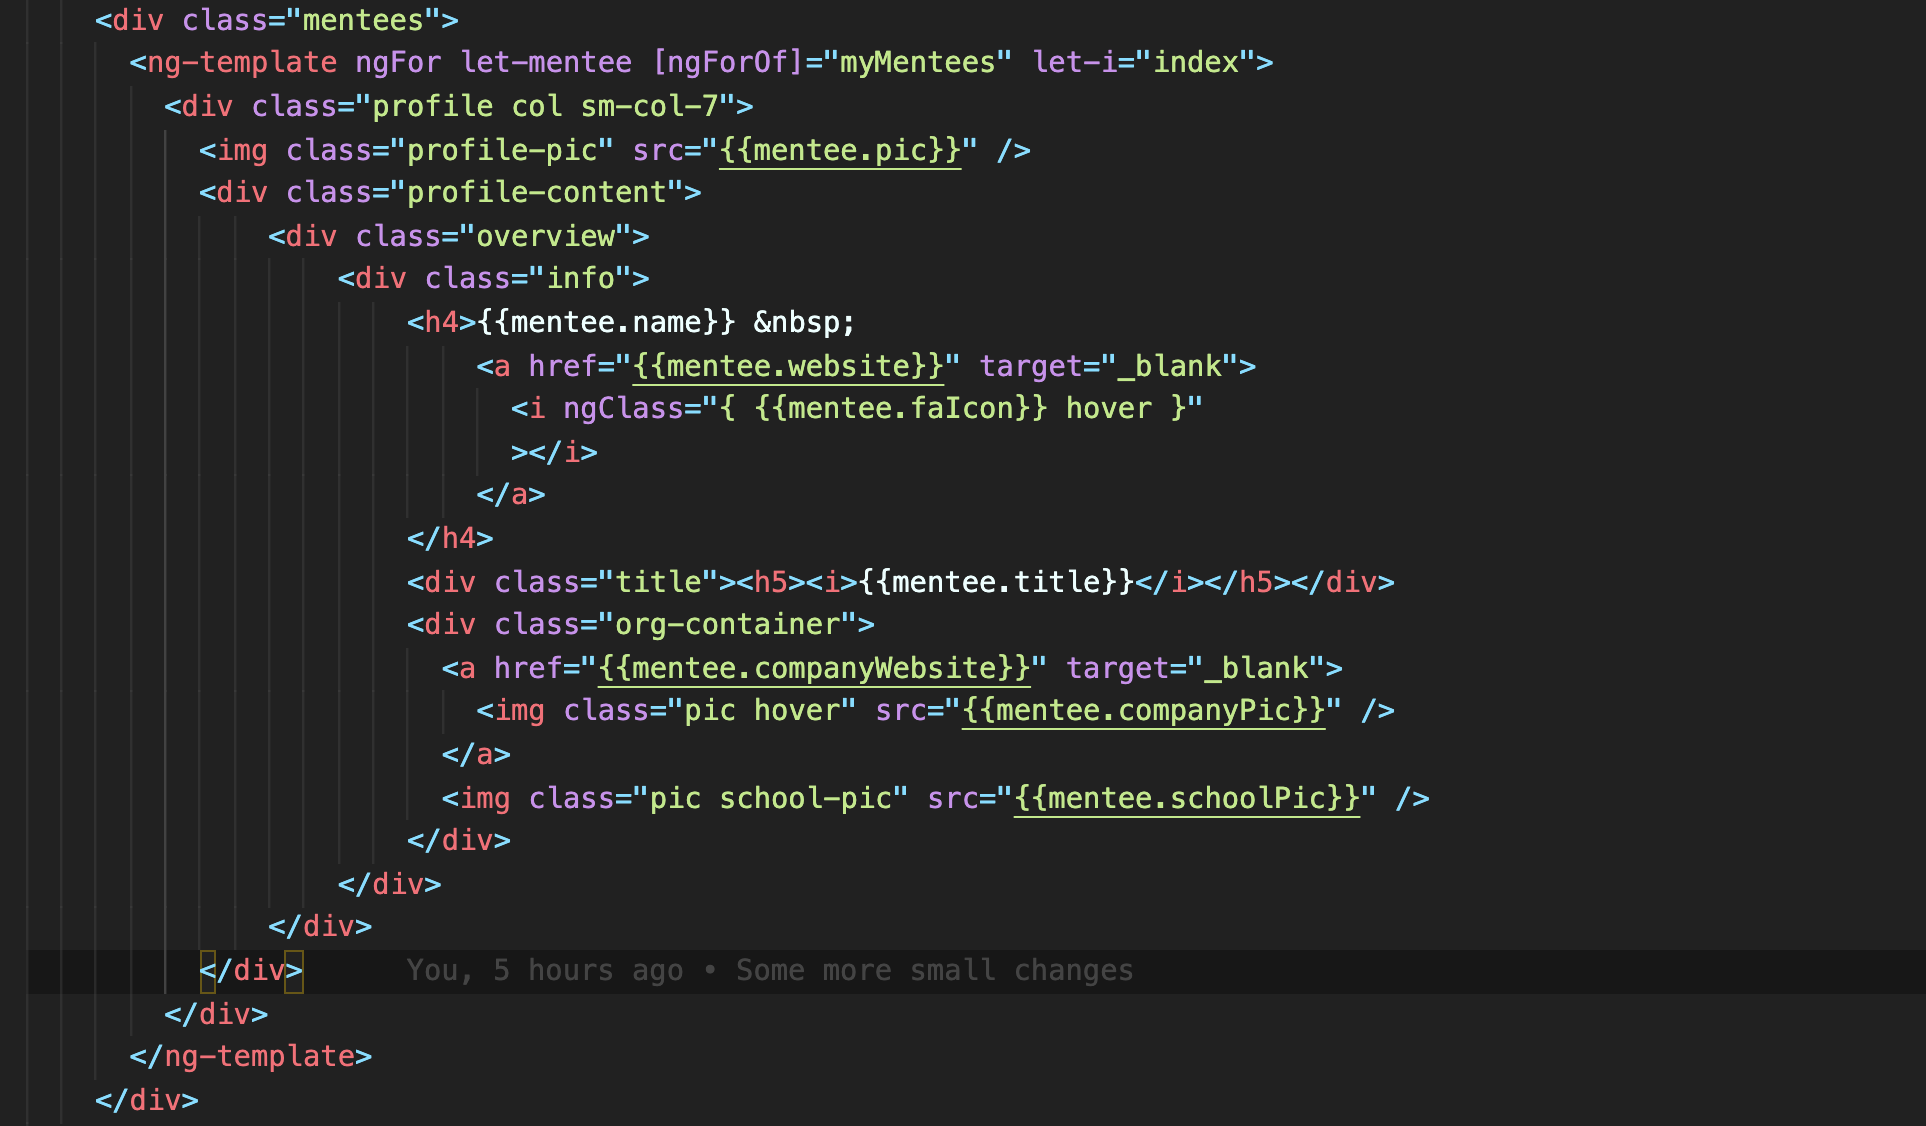 <div class="mentees">
<ng-template ngFor let-mentee [ngForOf]="myMentees" let-i="index">
<div class="profile col sm-col-7">
<img class="profile-pic" src="{{mentee.pic}}" />
<div class="profile-content">
<div class="overview">
<div class="info">
<h4>{{mentee.name}} &nbsp;
<a href="{{mentee.website}}" target="_blank">
<i ngClass="{ {{mentee.faIcon}} hover }"
></i>
</a>
</h4>
<div class="title"><h5><i>{{mentee.title}}</i></h5></div>
<div class="org-container">
<a href="{{mentee.companyWebsite}}" target="_blank">
<img class="pic hover" src="{{mentee.companyPic}}" />
</a>
<img class="pic school-pic" src="{{mentee.schoolPic}}" />
</div>
</div>
</div>
</div> You, 5 hours ago • Some more small changes
</div>
</ng-template>
</div>